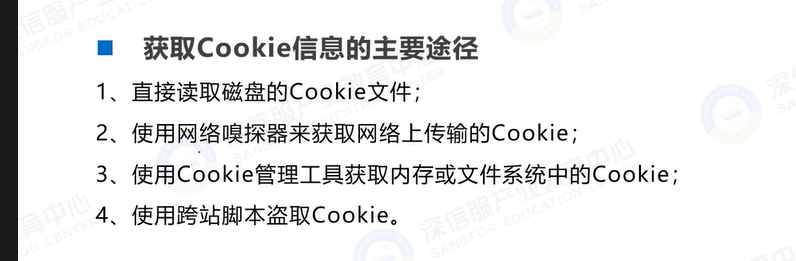 获取Cookie信息的主要途径
1、直接读取磁盘的Cookie文件；
2、使用网络嗅探器来获取网络上传输的Cookie；
3、使用Cookie管理工具获取内存或文件系统中的Cookie；
4、使用跨站脚本盗取Cookie。
深信服产业教育中心
SANGFOR EDUCATION CENTER